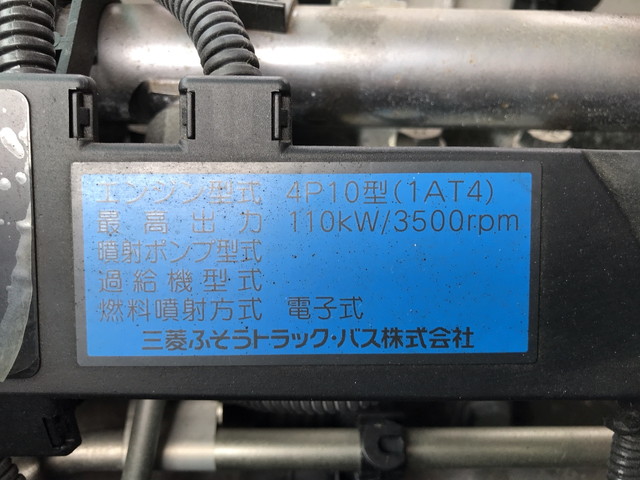 エンジン型式 4P10型(1AT4)
最高出力 110kW/3500rpm
噴射ポンプ型式
過給機型式
燃料噴射方式 電子式
三菱ふそうトラック・バス株式会社